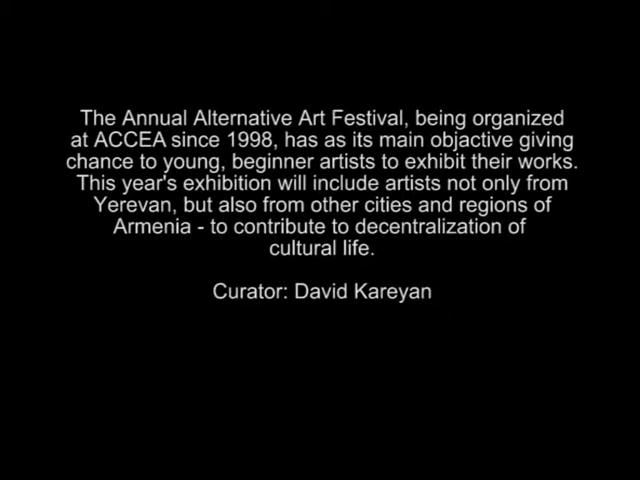 The Annual Alternative Art Festival, being organized
at ACCEA since 1998, has as its main objactive giving
chance to young, beginner artists to exhibit their works.
This year's exhibition will include artists not only from
Yerevan, but also from other cities and regions of
Armenia - to contribute to decentralization of
cultural life.
Curator: David Kareyan